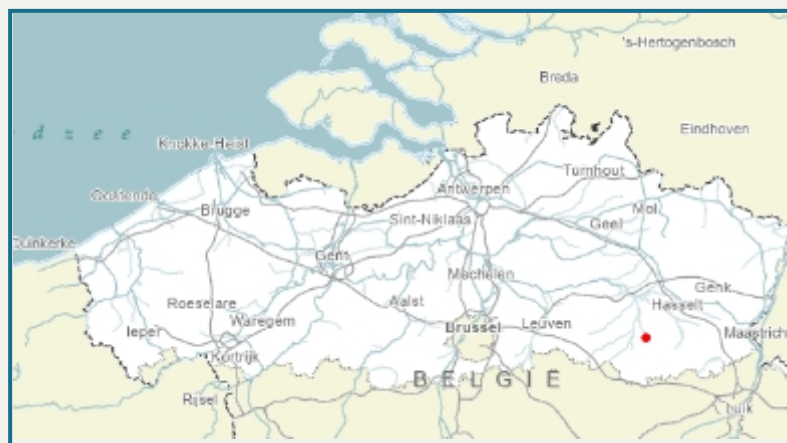 's-Hertogenbosch
Breda
Eindhoven
d z e e
Knokke-Heist
Turnhout
Oostende
Antwerpen
Mol
Brugge
Sint-Niklaas
Geel
Duinkerke
Gent
Mechelen
Genk
Roeselare
Aalst
Hasselt
Ieper
Waregem
Brussel
Leuven
Maastrich
Kortrijk
BELGIË
Rijsel
Luik